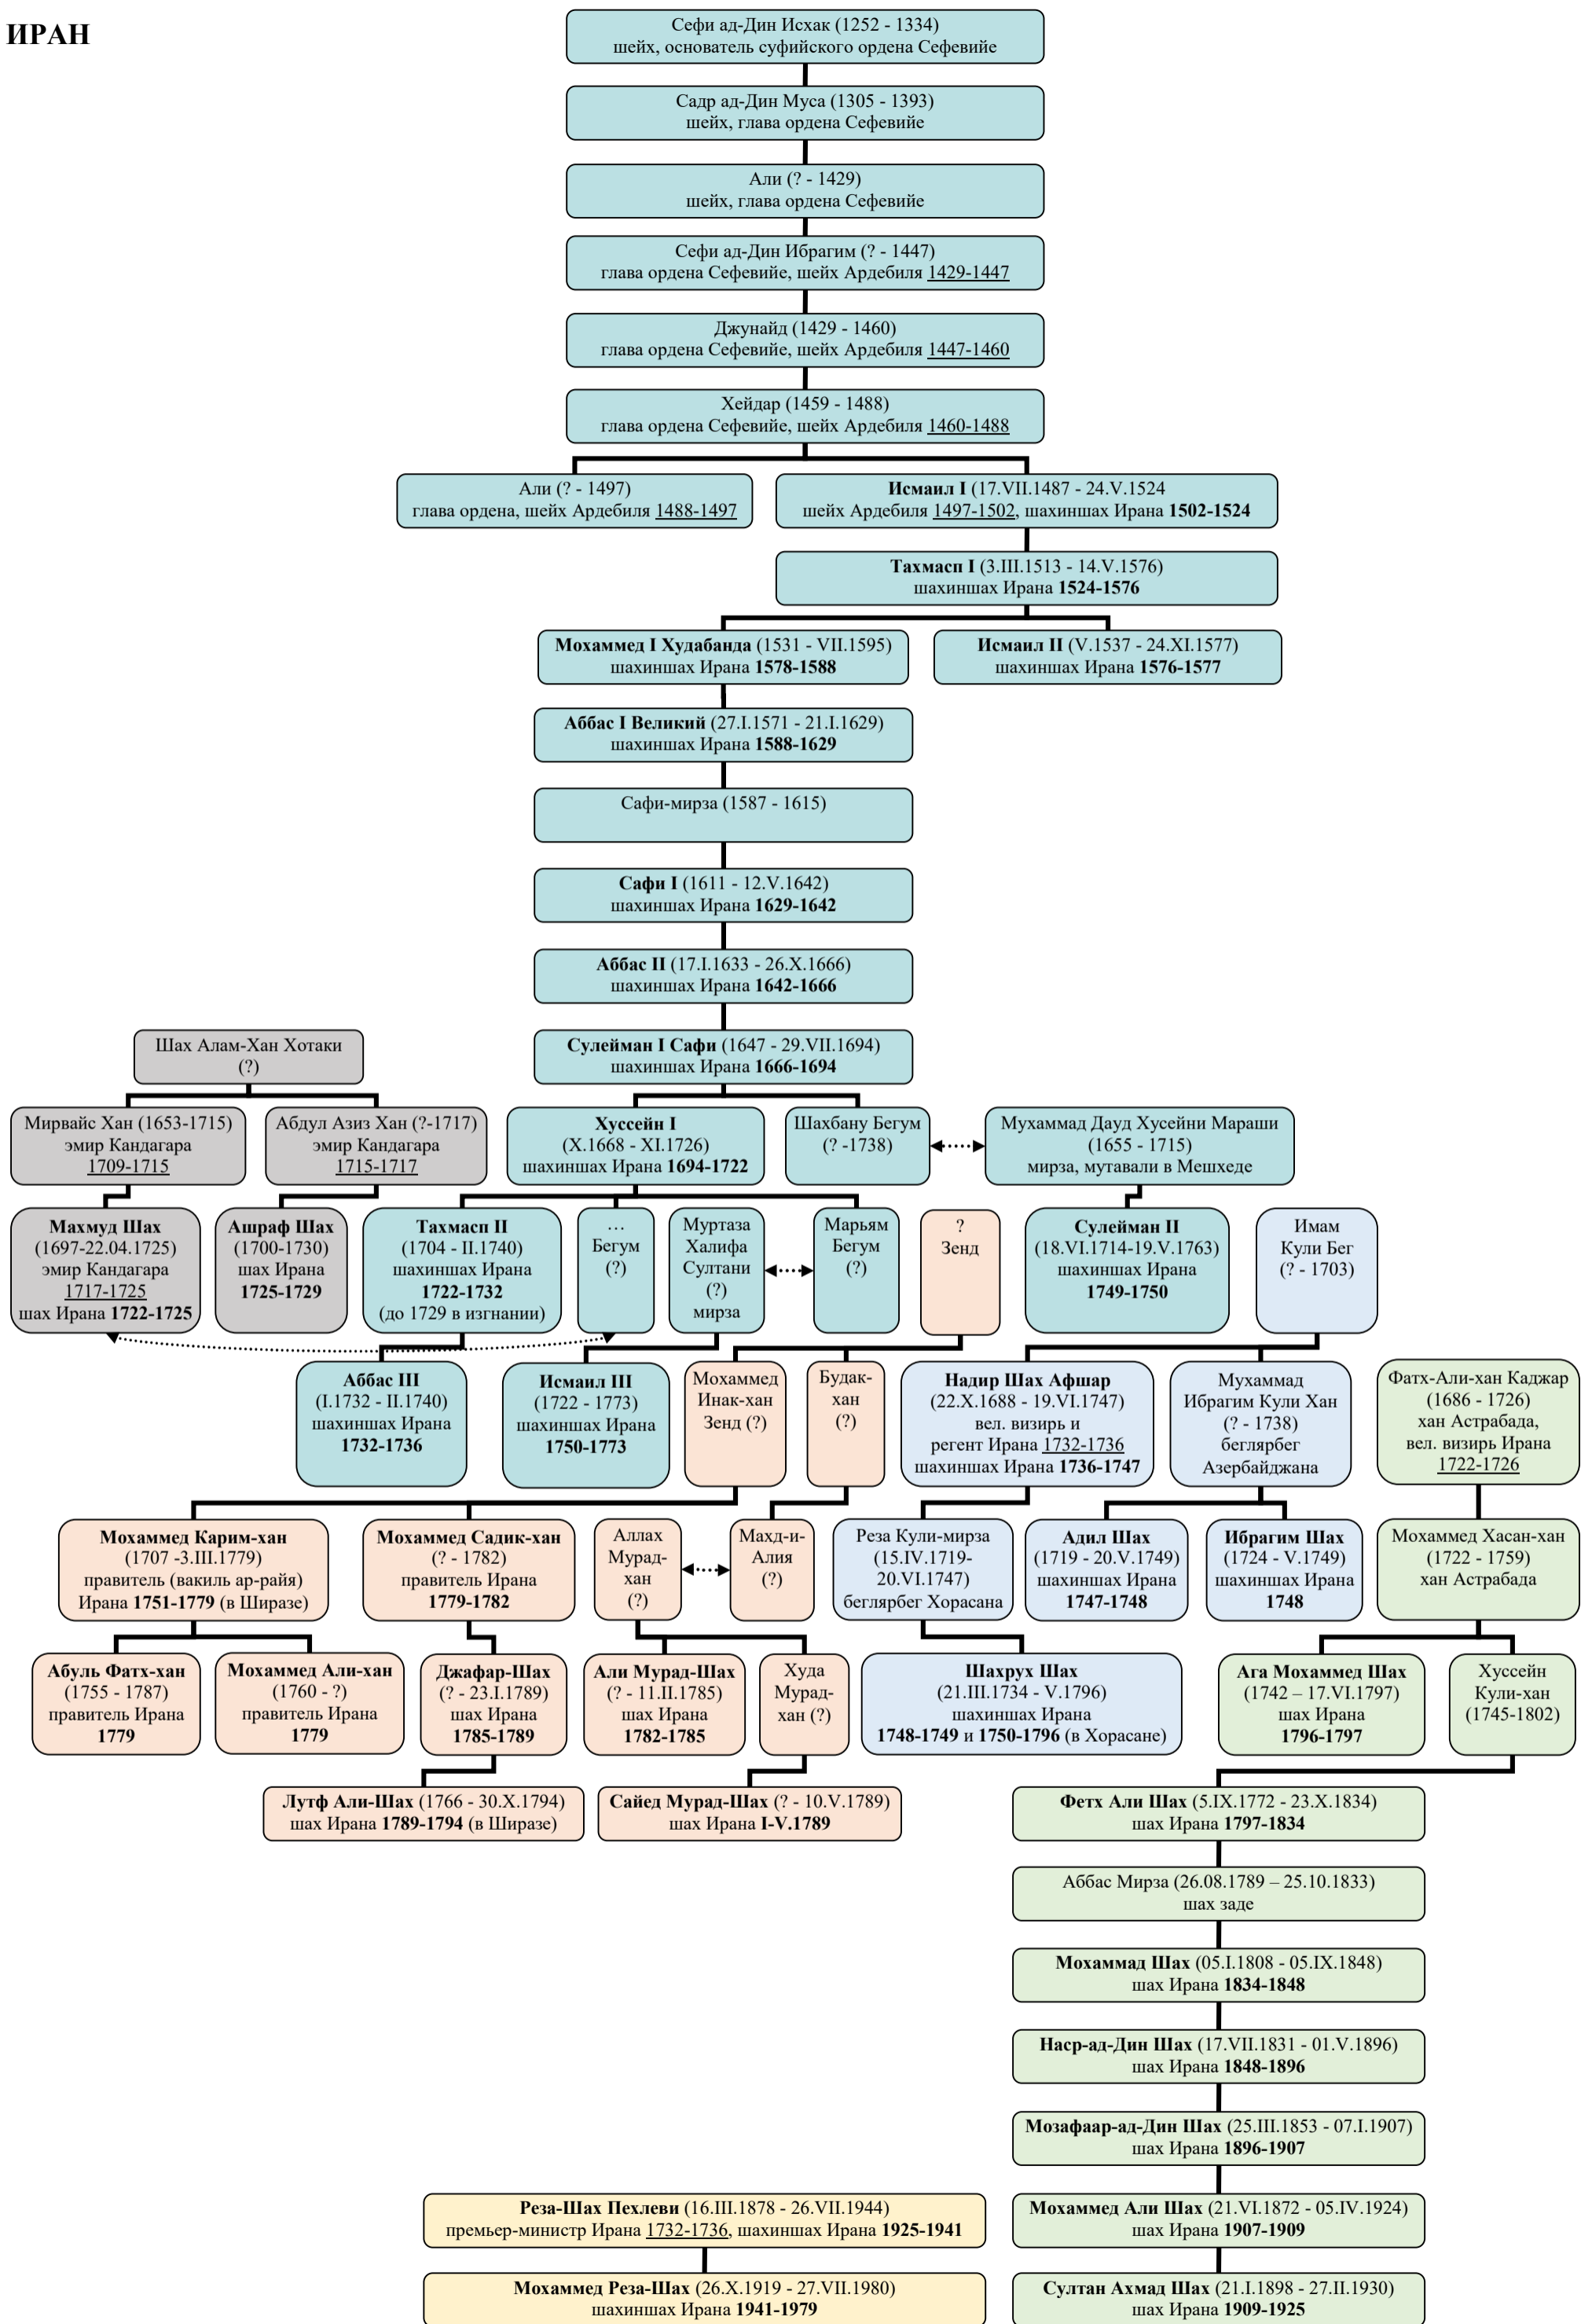 ИРАН
Сефи ад-Дин Исхак (1252 - 1334)
шейх, основатель суфийского ордена Сефевийе
Садр ад-Дин Муса (1305 - 1393)
шейх, глава ордена Сефевийе
Али (? - 1429)
шейх, глава ордена Сефевийе
Сефи ад-Дин Ибрагим (? - 1447)
глава ордена Сефевийе, шейх Ардебиля 1429-1447
Джунайд (1429 - 1460)
глава ордена Сефевийе, шейх Ардебиля 1447-1460
Хейдар (1459 - 1488)
глава ордена Сефевийе, шейх Ардебиля 1460-1488
Али (? - 1497)
глава ордена, шейх Ардебиля 1488-1497
Исмаил I (17.VII.1487 - 24.V.1524
шейх Ардебиля 1497-1502, шахиншах Ирана 1502-1524
Тахмасп I (3.III.1513 - 14.V.1576)
шахиншах Ирана 1524-1576
Мохаммед I Худабанда (1531 - VII.1595)
шахиншах Ирана 1578-1588
Исмаил II (V.1537 - 24.XI.1577)
шахиншах Ирана 1576-1577
Аббас I Великий (27.I.1571 - 21.I.1629)
шахиншах Ирана 1588-1629
Сафи-мирза (1587 - 1615)
Сафи I (1611 - 12.V.1642)
шахиншах Ирана 1629-1642
Аббас II (17.I.1633 - 26.X.1666)
шахиншах Ирана 1642-1666
Шах Алам-Хан Хотаки
(?)
Сулейман I Сафи (1647 - 29.VII.1694)
шахиншах Ирана 1666-1694
Мирвайс Хан (1653-1715)
эмир Кандагара
1709-1715
Абдул Азиз Хан (?-1717)
эмир Кандагара
1715-1717
Хуссейн I
(X.1668 - XI.1726)
шахиншах Ирана 1694-1722
Шахбану Бегум
(? -1738)
Мухаммад Дауд Хусейни Мараши
(1655 - 1715)
мирза, мутавали в Мешхеде
Махмуд Шах
(1697-22.04.1725)
эмир Кандагара
1717-1725
шах Ирана 1722-1725
Ашраф Шах
(1700-1730)
шах Ирана
1725-1729
Тахмасп II
(1704 - II.1740)
шахиншах Ирана
1722-1732
(до 1729 в изгнании)
…
Бегум
(?)
Муртаза
Халифа
Султани
(?)
мирза
Марьям
Бегум
(?)
?
Зенд
Сулейман II
(18.VI.1714-19.V.1763)
шахиншах Ирана
1749-1750
Имам
Кули Бег
(? - 1703)
Аббас III
(I.1732 - II.1740)
шахиншах Ирана
1732-1736
Исмаил III
(1722 - 1773)
шахиншах Ирана
1750-1773
Мохаммед
Инак-хан
Зенд (?)
Будак-
хан
(?)
Надир Шах Афшар
(22.X.1688 - 19.VI.1747)
вел. визирь и
регент Ирана 1732-1736
шахиншах Ирана 1736-1747
Мухаммад
Ибрагим Кули Хан
(? - 1738)
беглярбег
Азербайджана
Фатх-Али-хан Каджар
(1686 - 1726)
хан Астрабада,
вел. визирь Ирана
1722-1726
Мохаммед Карим-хан
(1707 -3.III.1779)
правитель (вакиль ар-райя)
Ирана 1751-1779 (в Ширазе)
Мохаммед Садик-хан
(? - 1782)
правитель Ирана
1779-1782
Аллах
Мурад-
хан
(?)
Махд-и-
Алия
(?)
Реза Кули-мирза
(15.IV.1719-
20.VI.1747)
беглярбег Хорасана
Адил Шах
(1719 - 20.V.1749)
шахиншах Ирана
1747-1748
Ибрагим Шах
(1724 - V.1749)
шахиншах Ирана
1748
Мохаммед Хасан-хан
(1722 - 1759)
хан Астрабада
Абуль Фатх-хан
(1755 - 1787)
правитель Ирана
1779
Мохаммед Али-хан
(1760 - ?)
правитель Ирана
1779
Джафар-Шах
(? - 23.I.1789)
шах Ирана
1785-1789
Али Мурад-Шах
(? - 11.II.1785)
шах Ирана
1782-1785
Худа
Мурад-
хан (?)
Шахрух Шах
(21.III.1734 - V.1796)
шахиншах Ирана
1748-1749 и 1750-1796 (в Хорасане)
Ага Мохаммед Шах
(1742 – 17.VI.1797)
шах Ирана
1796-1797
Хуссейн
Кули-хан
(1745-1802)
Лутф Али-Шах (1766 - 30.X.1794)
шах Ирана 1789-1794 (в Ширазе)
Сайед Мурад-Шах (? - 10.V.1789)
шах Ирана I-V.1789
Фетх Али Шах (5.IX.1772 - 23.X.1834)
шах Ирана 1797-1834
Аббас Мирза (26.08.1789 – 25.10.1833)
шах заде
Мохаммад Шах (05.I.1808 - 05.IX.1848)
шах Ирана 1834-1848
Наср-ад-Дин Шах (17.VII.1831 - 01.V.1896)
шах Ирана 1848-1896
Мозафаар-ад-Дин Шах (25.III.1853 - 07.I.1907)
шах Ирана 1896-1907
Реза-Шах Пехлеви (16.III.1878 - 26.VII.1944)
премьер-министр Ирана 1732-1736, шахиншах Ирана 1925-1941
Мохаммед Али Шах (21.VI.1872 - 05.IV.1924)
шах Ирана 1907-1909
Мохаммед Реза-Шах (26.X.1919 - 27.VII.1980)
шахиншах Ирана 1941-1979
Султан Ахмад Шах (21.I.1898 - 27.II.1930)
шах Ирана 1909-1925